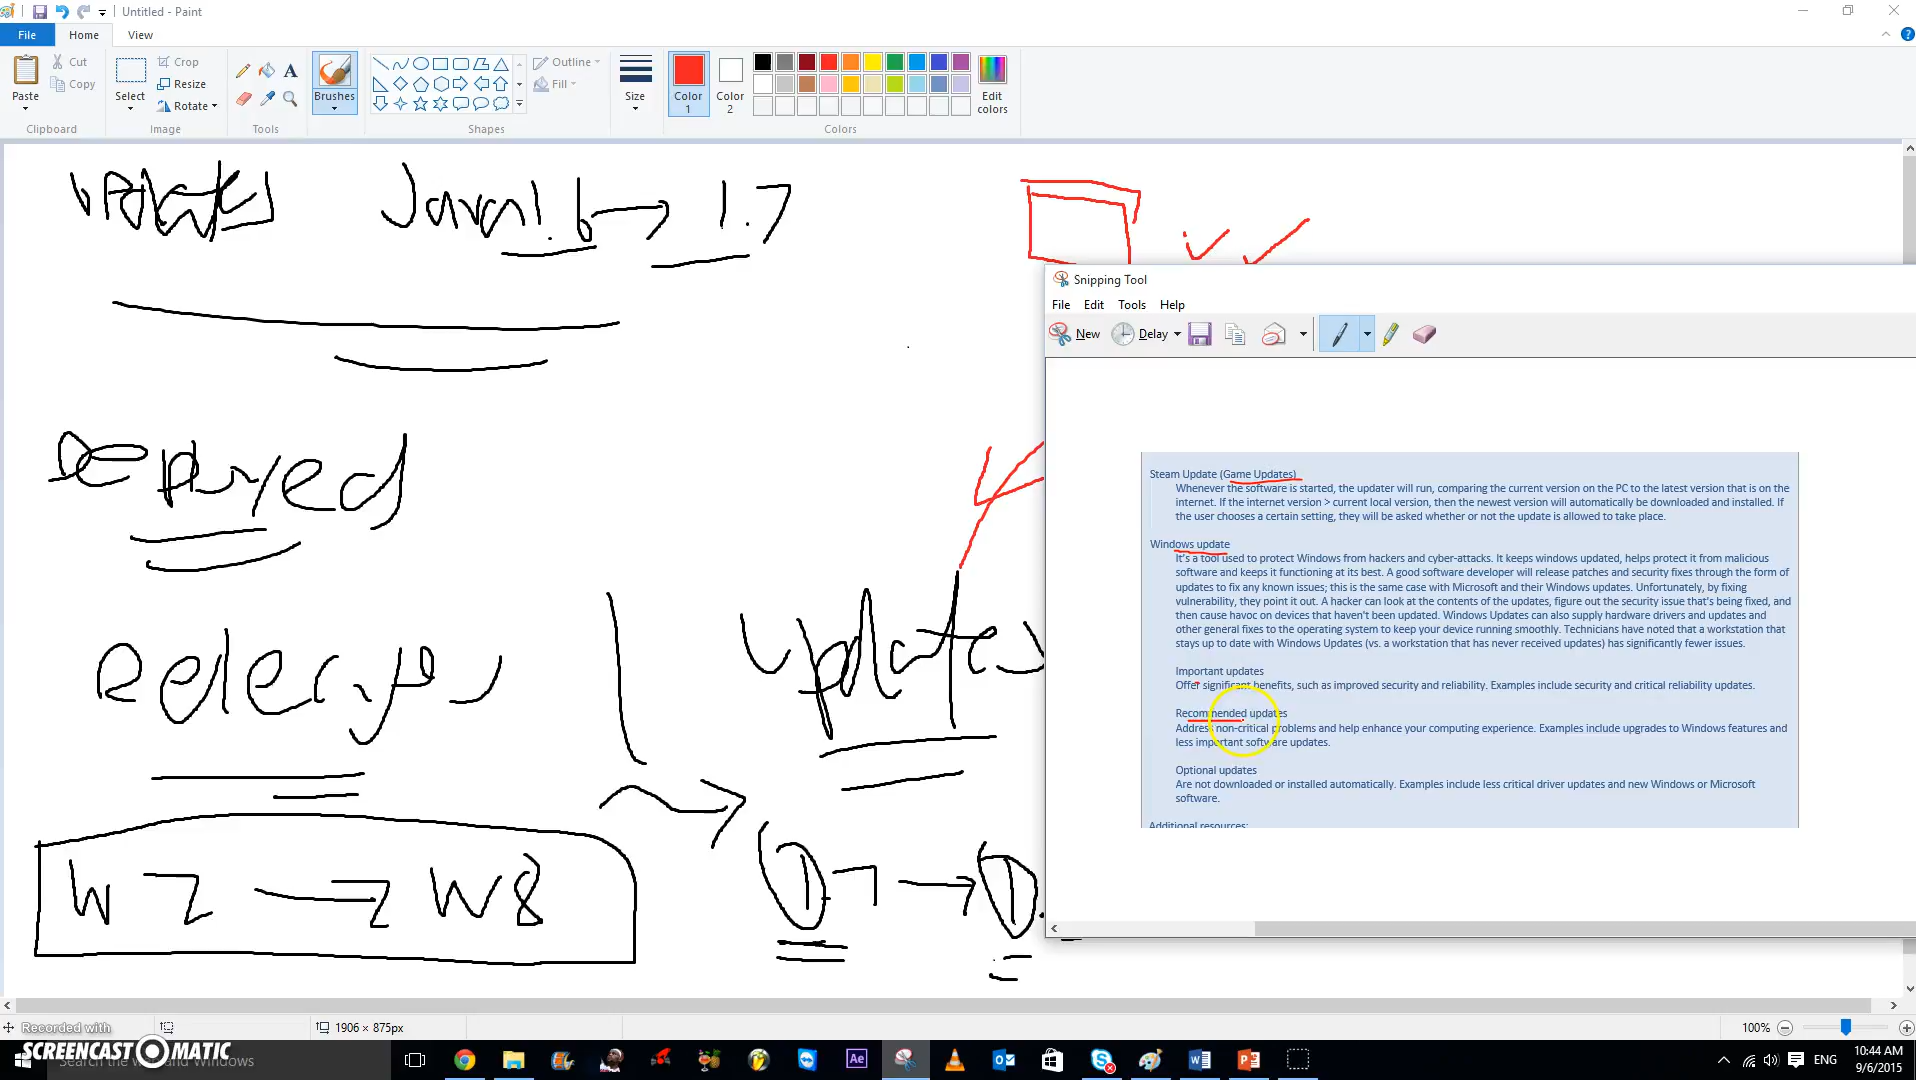 Untitled - Paint
File Home View
Paste
Cut
Copy
Clipboard
Select
Crop
Resize
Rotate
Image
Tools
Brushes
Shapes
Outline
Fill
Size
Color 1
Color 2
Edit colors
Colors
updates Java 1.6 → 1.7
updates
W 7 → W8
Snipping Tool
File Edit Tools Help
New Delay
Steam Update (Game Updates)
Whenever the software is started, the updater will run, comparing the current version on the PC to the latest version that is on the
internet. If the internet version > current local version, then the newest version will automatically be downloaded and installed. If
the user chooses a certain setting, they will be asked whether or not the update is allowed to take place.
Windows update
It's a tool used to protect Windows from hackers and cyber-attacks. It keeps windows updated, helps protect it from malicious
software and keeps it functioning at its best. A good software developer will release patches and security fixes through the form of
updates to fix any known issues; this is the same case with Microsoft and their Windows updates. Unfortunately, by fixing
vulnerability, they point it out. A hacker can look at the contents of the updates, figure out the security issue that's being fixed, and
then cause havoc on devices that haven't been updated. Windows Updates can also supply hardware drivers and updates and
other general fixes to the operating system to keep your device running smoothly. Technicians have noted that a workstation that
stays up to date with Windows Updates (vs. a workstation that has never received updates) has significantly fewer issues.
Important updates
Offer significant benefits, such as improved security and reliability. Examples include security and critical reliability updates.
Recommended updates
Address non-critical problems and help enhance your computing experience. Examples include upgrades to Windows features and
less important software updates.
Optional updates
Are not downloaded or installed automatically. Examples include less critical driver updates and new Windows or Microsoft
software.
Additional resources:
1906 × 875px
100%
Recorded with
SCREENCAST MATIC
Search the web and Windows
ENG
10:44 AM
9/6/2015